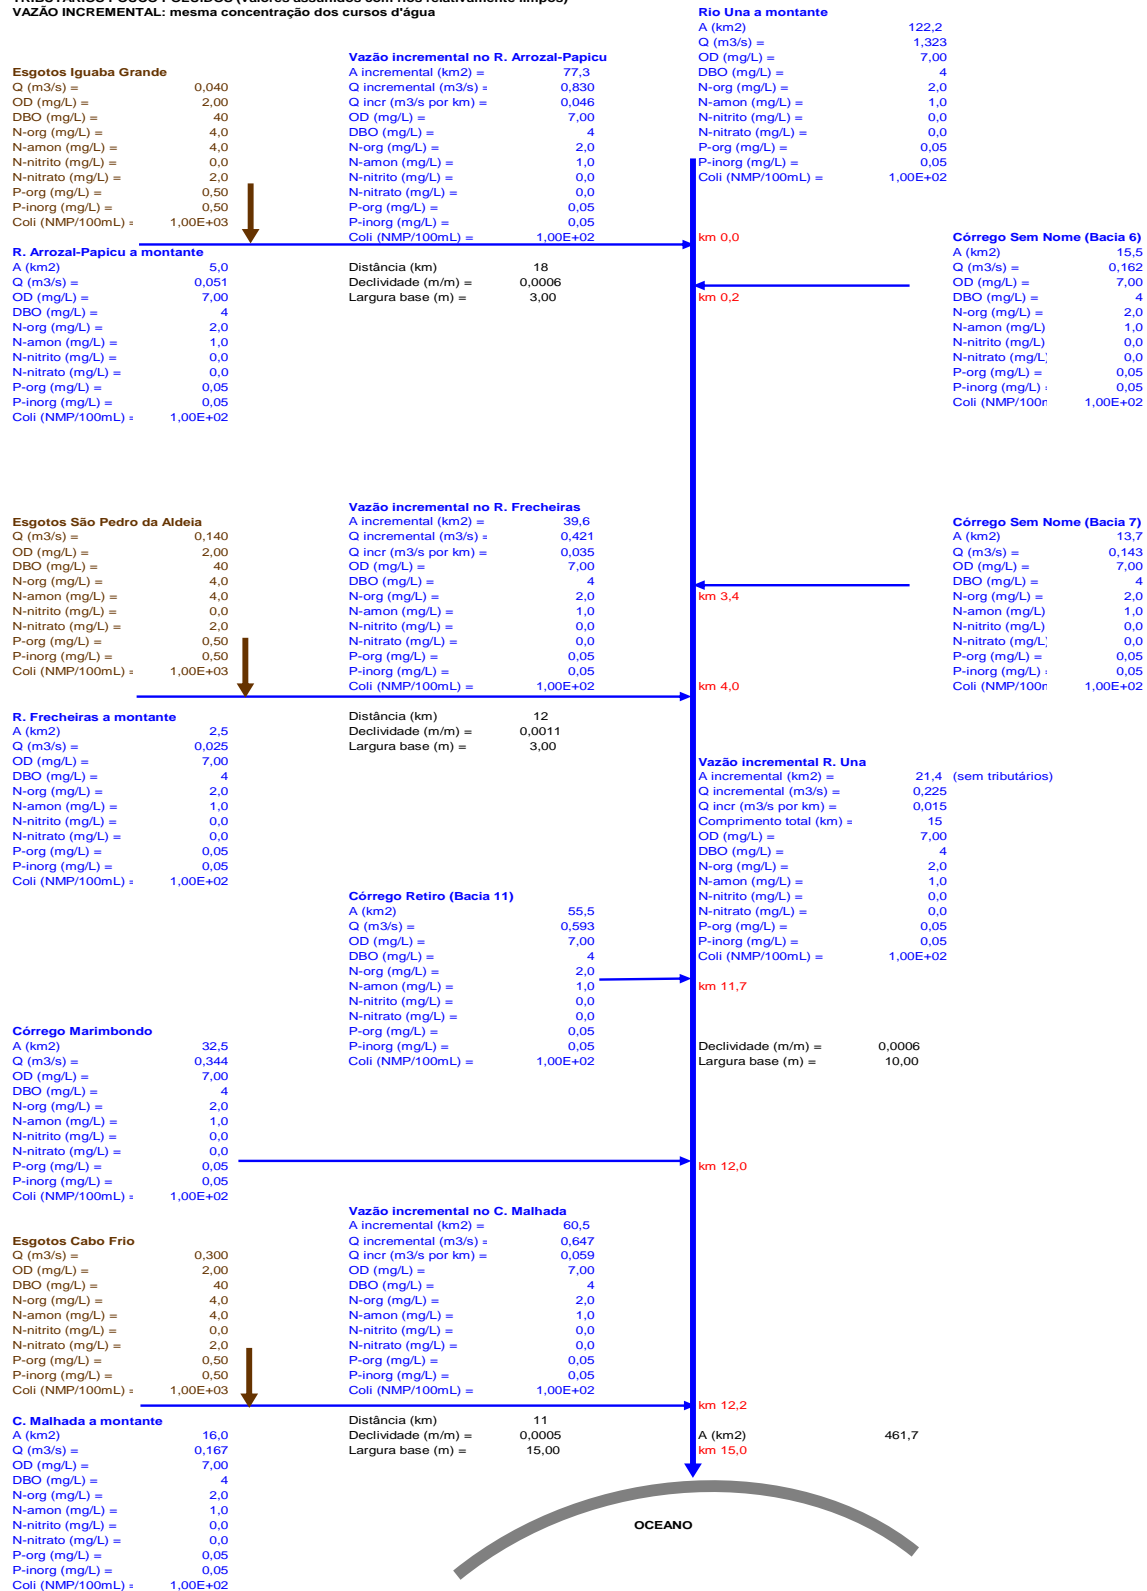 VAZÃO INCREMENTAL: mesma concentração dos cursos d'água
Rio Una a montante
A (km2) 122,2
Q (m3/s) = 1,323
OD (mg/L) = 7,00
DBO (mg/L) = 4
N-org (mg/L) = 2,0
N-amon (mg/L) = 1,0
N-nitrito (mg/L) = 0,0
N-nitrato (mg/L) = 0,0
P-org (mg/L) = 0,05
P-inorg (mg/L) = 0,05
Coli (NMP/100mL) = 1,00E+02
Vazão incremental no R. Arrozal-Papicu
A incremental (km2) = 77,3
Q incremental (m3/s) = 0,830
Q incr (m3/s por km) = 0,046
OD (mg/L) = 7,00
DBO (mg/L) = 4
N-org (mg/L) = 2,0
N-amon (mg/L) = 1,0
N-nitrito (mg/L) = 0,0
N-nitrato (mg/L) = 0,0
P-org (mg/L) = 0,05
P-inorg (mg/L) = 0,05
Coli (NMP/100mL) = 1,00E+02
Esgotos Iguaba Grande
Q (m3/s) = 0,040
OD (mg/L) = 2,00
DBO (mg/L) = 40
N-org (mg/L) = 4,0
N-amon (mg/L) = 4,0
N-nitrito (mg/L) = 0,0
N-nitrato (mg/L) = 2,0
P-org (mg/L) = 0,50
P-inorg (mg/L) = 0,50
Coli (NMP/100mL) = 1,00E+03
km 0,0
R. Arrozal-Papicu a montante
A (km2) 5,0
Q (m3/s) = 0,051
OD (mg/L) = 7,00
DBO (mg/L) = 4
N-org (mg/L) = 2,0
N-amon (mg/L) = 1,0
N-nitrito (mg/L) = 0,0
N-nitrato (mg/L) = 0,0
P-org (mg/L) = 0,05
P-inorg (mg/L) = 0,05
Coli (NMP/100mL) = 1,00E+02
Distância (km) 18
Declividade (m/m) = 0,0006
Largura base (m) = 3,00
km 0,2
Córrego Sem Nome (Bacia 6)
A (km2) 15,5
Q (m3/s) = 0,162
OD (mg/L) = 7,00
DBO (mg/L) = 4
N-org (mg/L) = 2,0
N-amon (mg/L) 1,0
N-nitrito (mg/L) 0,0
N-nitrato (mg/L) 0,0
P-org (mg/L) = 0,05
P-inorg (mg/L) = 0,05
Coli (NMP/100m 1,00E+02
Vazão incremental no R. Frecheiras
A incremental (km2) = 39,6
Q incremental (m3/s) = 0,421
Q incr (m3/s por km) = 0,035
OD (mg/L) = 7,00
DBO (mg/L) = 4
N-org (mg/L) = 2,0
N-amon (mg/L) = 1,0
N-nitrito (mg/L) = 0,0
N-nitrato (mg/L) = 0,0
P-org (mg/L) = 0,05
P-inorg (mg/L) = 0,05
Coli (NMP/100mL) = 1,00E+02
Esgotos São Pedro da Aldeia
Q (m3/s) = 0,140
OD (mg/L) = 2,00
DBO (mg/L) = 40
N-org (mg/L) = 4,0
N-amon (mg/L) = 4,0
N-nitrito (mg/L) = 0,0
N-nitrato (mg/L) = 2,0
P-org (mg/L) = 0,50
P-inorg (mg/L) = 0,50
Coli (NMP/100mL) = 1,00E+03
Córrego Sem Nome (Bacia 7)
A (km2) 13,7
Q (m3/s) = 0,143
OD (mg/L) = 7,00
DBO (mg/L) = 4
N-org (mg/L) = 2,0
N-amon (mg/L) 1,0
N-nitrito (mg/L) 0,0
N-nitrato (mg/L) 0,0
P-org (mg/L) = 0,05
P-inorg (mg/L) = 0,05
Coli (NMP/100m 1,00E+02
km 3,4
km 4,0
R. Frecheiras a montante
A (km2) 2,5
Q (m3/s) = 0,025
OD (mg/L) = 7,00
DBO (mg/L) = 4
N-org (mg/L) = 2,0
N-amon (mg/L) = 1,0
N-nitrito (mg/L) = 0,0
N-nitrato (mg/L) = 0,0
P-org (mg/L) = 0,05
P-inorg (mg/L) = 0,05
Coli (NMP/100mL) = 1,00E+02
Distância (km) 12
Declividade (m/m) = 0,0011
Largura base (m) = 3,00
Vazão incremental R. Una
A incremental (km2) = 21,4 (sem tributários)
Q incremental (m3/s) = 0,225
Q incr (m3/s por km) = 0,015
Comprimento total (km) = 15
OD (mg/L) = 7,00
DBO (mg/L) = 4
N-org (mg/L) = 2,0
N-amon (mg/L) = 1,0
N-nitrito (mg/L) = 0,0
N-nitrato (mg/L) = 0,0
P-org (mg/L) = 0,05
P-inorg (mg/L) = 0,05
Coli (NMP/100mL) = 1,00E+02
Córrego Retiro (Bacia 11)
A (km2) 55,5
Q (m3/s) = 0,593
OD (mg/L) = 7,00
DBO (mg/L) = 4
N-org (mg/L) = 2,0
N-amon (mg/L) = 1,0
N-nitrito (mg/L) = 0,0
N-nitrato (mg/L) = 0,0
P-org (mg/L) = 0,05
P-inorg (mg/L) = 0,05
Coli (NMP/100mL) = 1,00E+02
km 11,7
Declividade (m/m) = 0,0006
Largura base (m) = 10,00
Córrego Marimbondo
A (km2) 32,5
Q (m3/s) = 0,344
OD (mg/L) = 7,00
DBO (mg/L) = 4
N-org (mg/L) = 2,0
N-amon (mg/L) = 1,0
N-nitrito (mg/L) = 0,0
N-nitrato (mg/L) = 0,0
P-org (mg/L) = 0,05
P-inorg (mg/L) = 0,05
Coli (NMP/100mL) = 1,00E+02
km 12,0
Vazão incremental no C. Malhada
A incremental (km2) = 60,5
Q incremental (m3/s) = 0,647
Q incr (m3/s por km) = 0,059
OD (mg/L) = 7,00
DBO (mg/L) = 4
N-org (mg/L) = 2,0
N-amon (mg/L) = 1,0
N-nitrito (mg/L) = 0,0
N-nitrato (mg/L) = 0,0
P-org (mg/L) = 0,05
P-inorg (mg/L) = 0,05
Coli (NMP/100mL) = 1,00E+02
Esgotos Cabo Frio
Q (m3/s) = 0,300
OD (mg/L) = 2,00
DBO (mg/L) = 40
N-org (mg/L) = 4,0
N-amon (mg/L) = 4,0
N-nitrito (mg/L) = 0,0
N-nitrato (mg/L) = 2,0
P-org (mg/L) = 0,50
P-inorg (mg/L) = 0,50
Coli (NMP/100mL) = 1,00E+03
km 12,2
C. Malhada a montante
A (km2) 16,0
Q (m3/s) = 0,167
OD (mg/L) = 7,00
DBO (mg/L) = 4
N-org (mg/L) = 2,0
N-amon (mg/L) = 1,0
N-nitrito (mg/L) = 0,0
N-nitrato (mg/L) = 0,0
P-org (mg/L) = 0,05
P-inorg (mg/L) = 0,05
Coli (NMP/100mL) = 1,00E+02
Distância (km) 11
Declividade (m/m) = 0,0005
Largura base (m) = 15,00
A (km2) 461,7
km 15,0
OCEANO